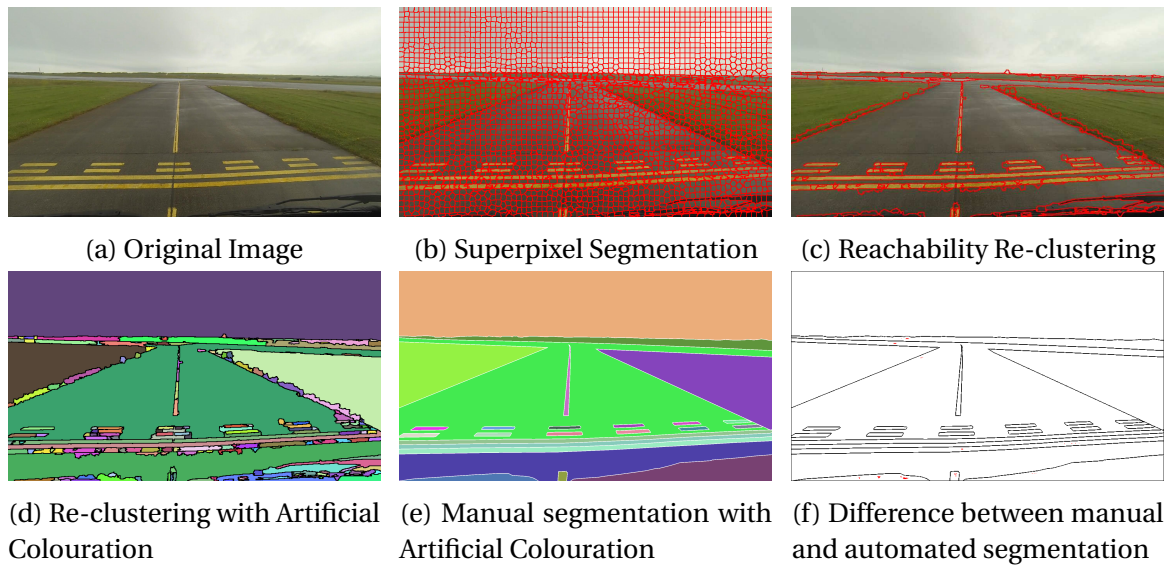 (a) Original Image
(b) Superpixel Segmentation
(c) Reachability Re-clustering
(d) Re-clustering with Artificial
Colouration
(e) Manual segmentation with
Artificial Colouration
(f) Difference between manual
and automated segmentation